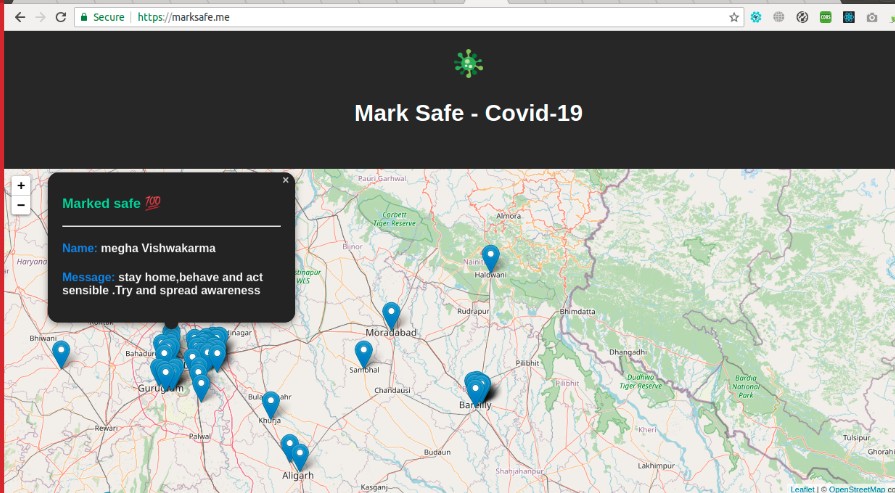 Secure https://marksafe.me
Mark Safe - Covid-19
+
−
×
Marked safe 💯
Name: megha Vishwakarma
Message: stay home,behave and act
sensible .Try and spread awareness
Pauri Garhwal
Corbett
Tiger Reserve
Almora
Bijnor
Haryana
Nainital
Haldwani
Rudrapur
Bhimdatta
Bhiwani
Moradabad
Dhangadhi
Sambhal
Pilibhit
Pilibhit
Gurugram
Chandausi
Dudhwa
Tiger Reserve
Bardia
National
Park
Bareilly
Khurja
Rewari
Palwal
Kheri
Tulsipur
Budaun
Aligarh
Shahjahanpur
Lakhimpur
Kasganj
Leaflet | © OpenStreetMap